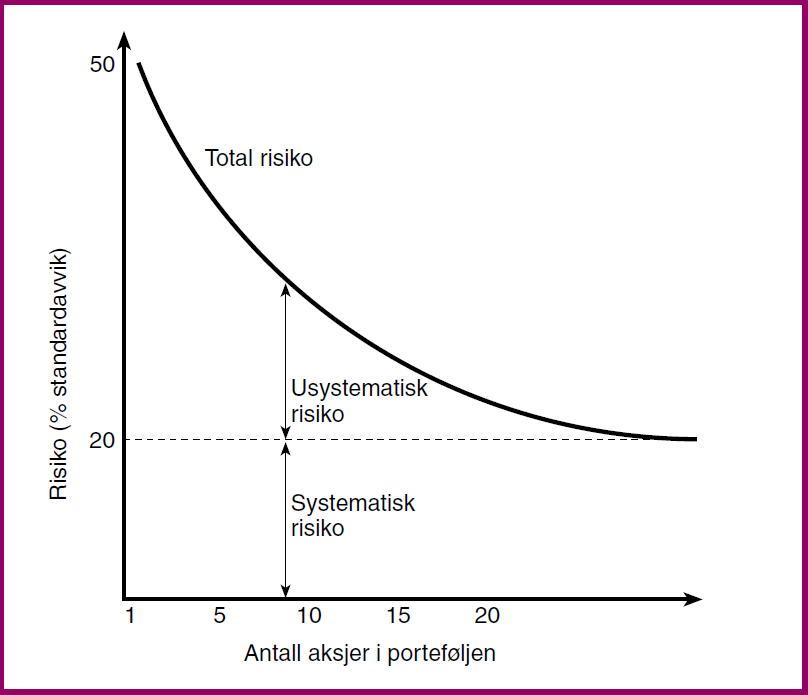 50
Total risiko
Risiko (% standardavvik)
Usystematisk
risiko
20
Systematisk
risiko
1 5 10 15 20
Antall aksjer i porteføljen